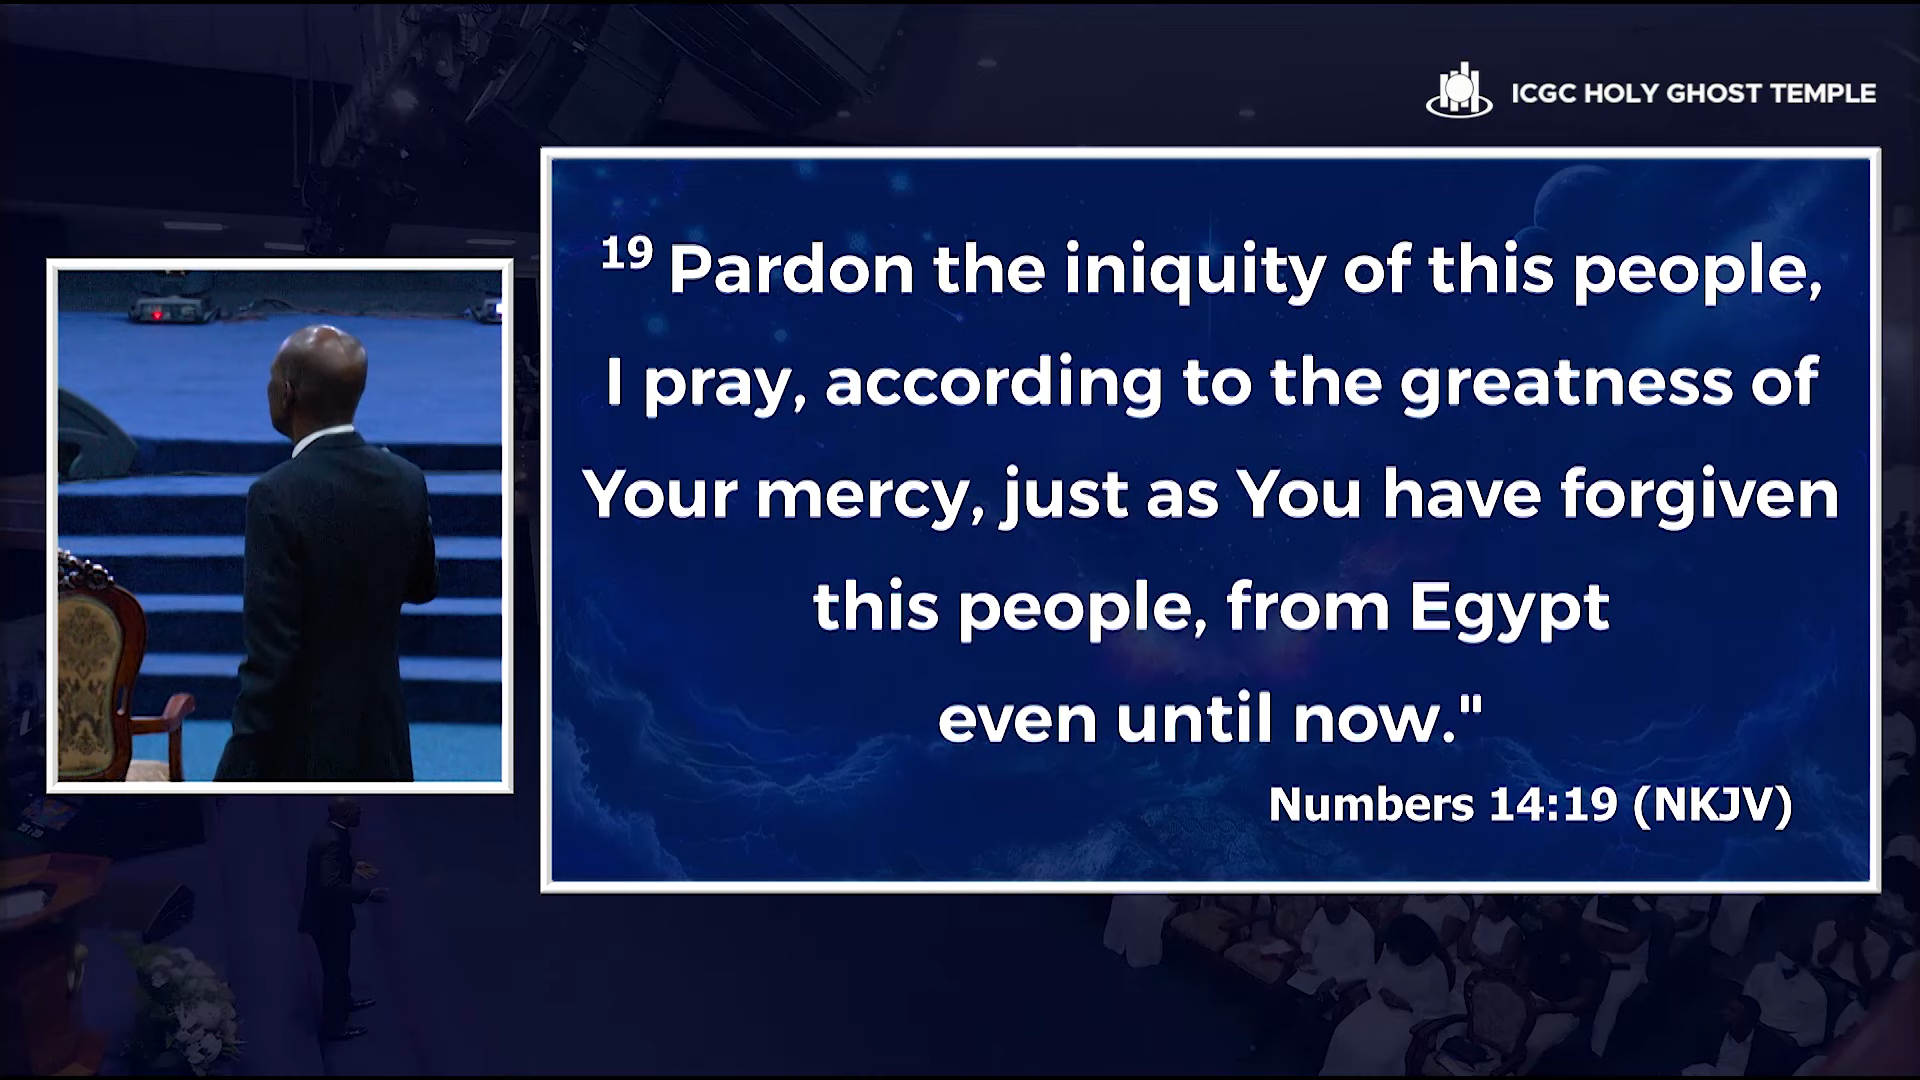 ICGC HOLY GHOST TEMPLE
19 Pardon the iniquity of this people,
I pray, according to the greatness of
Your mercy, just as You have forgiven
this people, from Egypt
even until now."
Numbers 14:19 (NKJV)